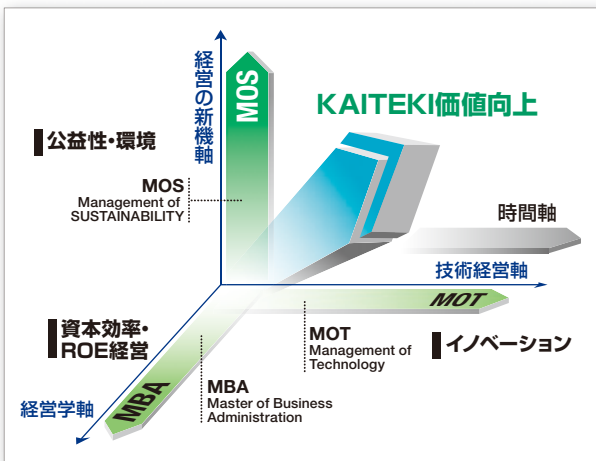 経営の新機軸
MOS
KAITEKI価値向上
公益性・環境
MOS
Management of
SUSTAINABILITY
時間軸
技術経営軸
MOT
資本効率・
ROE経営
MOT
Management of
Technology
イノベーション
MBA
Master of Business
Administration
経営学軸
MBA